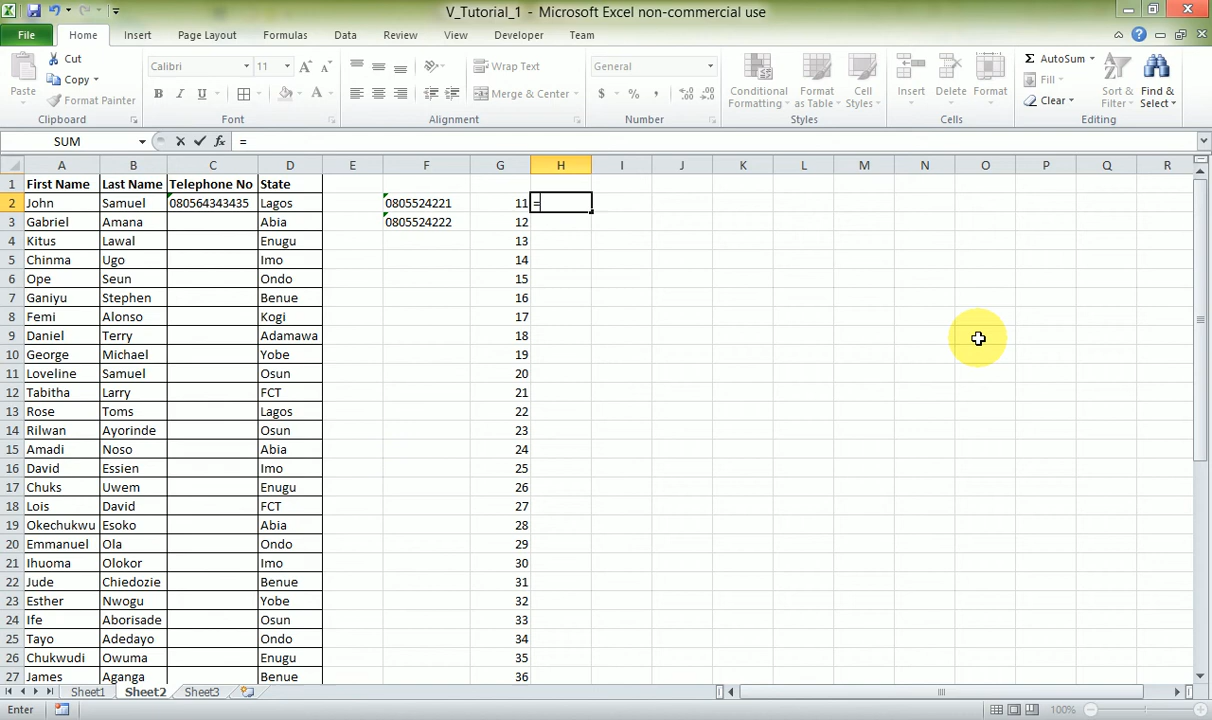 V_Tutorial_1 - Microsoft Excel non-commercial use
File Home Insert Page Layout Formulas Data Review View Developer Team
Paste Cut Copy Format Painter
Calibri 11 B I U A A A
Wrap Text Merge & Center
General $ % ,
Conditional Formatting Format as Table Cell Styles
Insert Delete Format
Σ AutoSum Fill Clear Sort & Filter Find & Select
Clipboard Font Alignment Number Styles Cells Editing
SUM fx =
A B C D E F G H I J K L M N O P Q R
1 First Name Last Name Telephone No State
2 John Samuel 080564343435 Lagos 0805524221 11 =
3 Gabriel Amana Abia 0805524222 12
4 Kitus Lawal Enugu 13
5 Chinma Ugo Imo 14
6 Ope Seun Ondo 15
7 Ganiyu Stephen Benue 16
8 Femi Alonso Kogi 17
9 Daniel Terry Adamawa 18
10 George Michael Yobe 19
11 Loveline Samuel Osun 20
12 Tabitha Larry FCT 21
13 Rose Toms Lagos 22
14 Rilwan Ayorinde Osun 23
15 Amadi Noso Abia 24
16 David Essien Imo 25
17 Chuks Uwem Enugu 26
18 Lois David FCT 27
19 Okechukwu Esoko Abia 28
20 Emmanuel Ola Ondo 29
21 Ihuoma Olokor Imo 30
22 Jude Chiedozie Benue 31
23 Esther Nwogu Yobe 32
24 Ife Aborisade Osun 33
25 Tayo Adedayo Ondo 34
26 Chukwudi Owuma Enugu 35
27 James Aganga Benue 36
Sheet1 Sheet2 Sheet3
Enter 100%